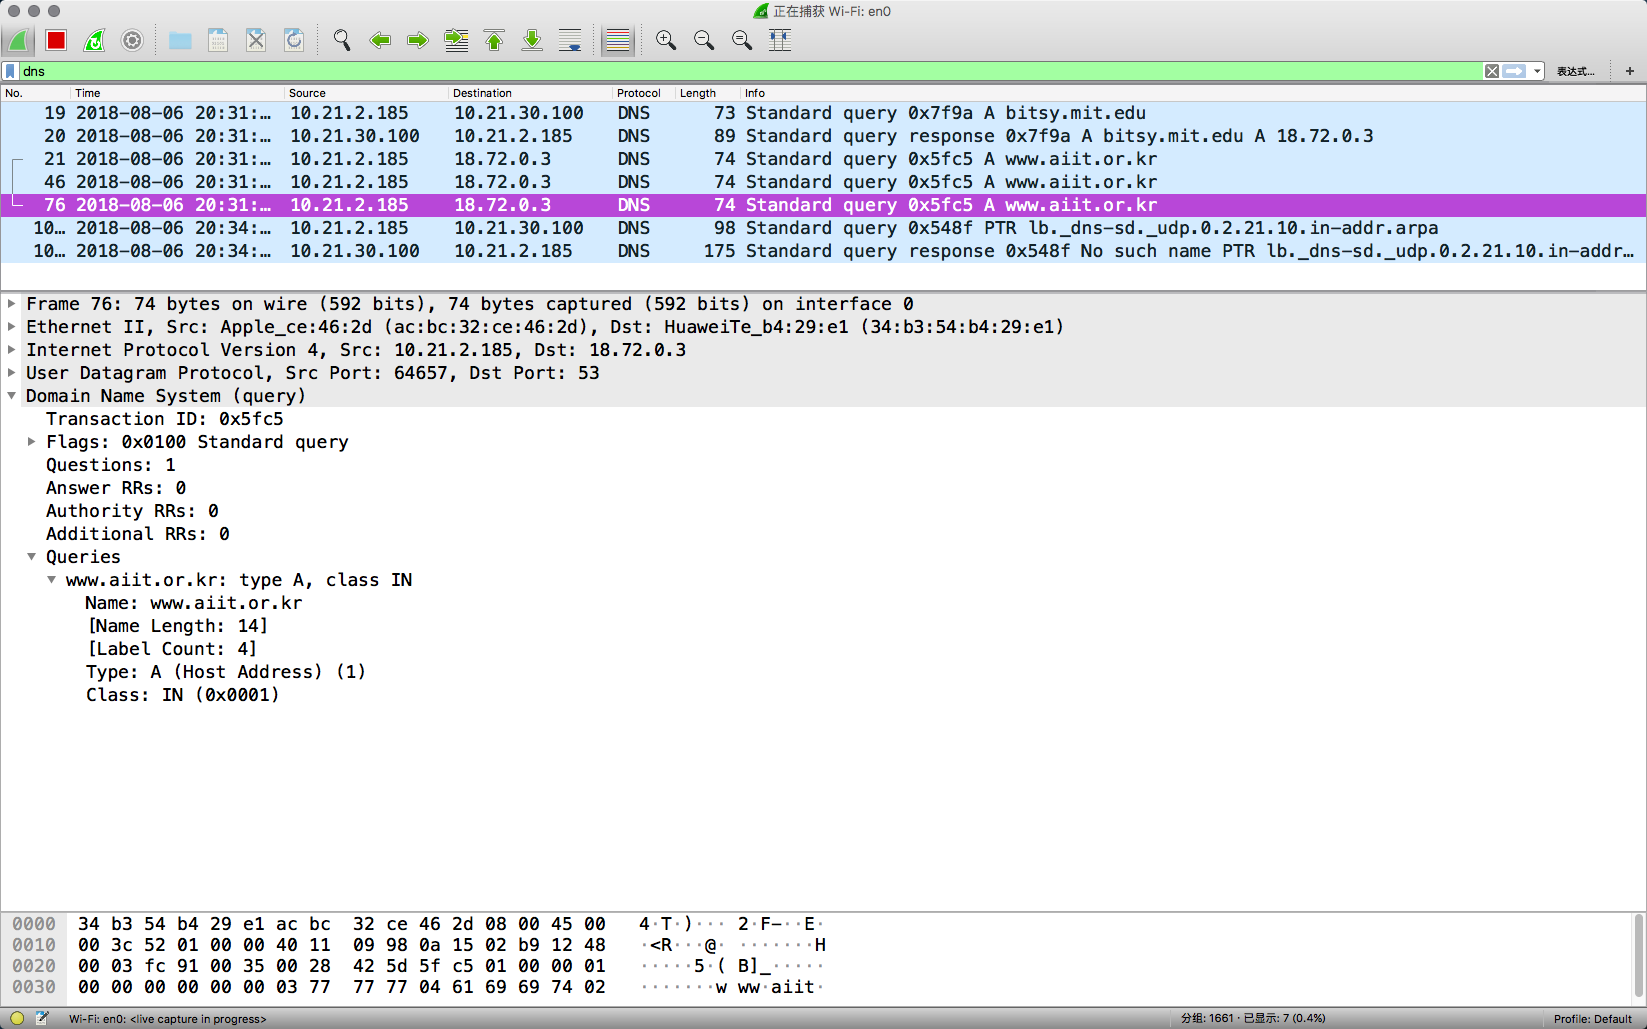 正在捕获 Wi-Fi: en0
dns
表达式...
+
No. Time Source Destination Protocol Length Info
19 2018-08-06 20:31:... 10.21.2.185 10.21.30.100 DNS 73 Standard query 0x7f9a A bitsy.mit.edu
20 2018-08-06 20:31:... 10.21.30.100 10.21.2.185 DNS 89 Standard query response 0x7f9a A bitsy.mit.edu A 18.72.0.3
21 2018-08-06 20:31:... 10.21.2.185 18.72.0.3 DNS 74 Standard query 0x5fc5 A www.aiit.or.kr
46 2018-08-06 20:31:... 10.21.2.185 18.72.0.3 DNS 74 Standard query 0x5fc5 A www.aiit.or.kr
76 2018-08-06 20:31:... 10.21.2.185 18.72.0.3 DNS 74 Standard query 0x5fc5 A www.aiit.or.kr
10... 2018-08-06 20:34:... 10.21.2.185 10.21.30.100 DNS 98 Standard query 0x548f PTR lb._dns-sd._udp.0.2.21.10.in-addr.arpa
10... 2018-08-06 20:34:... 10.21.30.100 10.21.2.185 DNS 175 Standard query response 0x548f No such name PTR lb._dns-sd._udp.0.2.21.10.in-addr...
Frame 76: 74 bytes on wire (592 bits), 74 bytes captured (592 bits) on interface 0
Ethernet II, Src: Apple_ce:46:2d (ac:bc:32:ce:46:2d), Dst: HuaweiTe_b4:29:e1 (34:b3:54:b4:29:e1)
Internet Protocol Version 4, Src: 10.21.2.185, Dst: 18.72.0.3
User Datagram Protocol, Src Port: 64657, Dst Port: 53
Domain Name System (query)
Transaction ID: 0x5fc5
Flags: 0x0100 Standard query
Questions: 1
Answer RRs: 0
Authority RRs: 0
Additional RRs: 0
Queries
www.aiit.or.kr: type A, class IN
Name: www.aiit.or.kr
[Name Length: 14]
[Label Count: 4]
Type: A (Host Address) (1)
Class: IN (0x0001)
0000 34 b3 54 b4 29 e1 ac bc 32 ce 46 2d 08 00 45 00 4·T·)··· 2·F-··E·
0010 00 3c 52 01 00 00 40 11 09 98 0a 15 02 b9 12 48 ·<R···@· ·······H
0020 00 03 fc 91 00 35 00 28 42 5d 5f c5 01 00 00 01 ·····5·( B]_·····
0030 00 00 00 00 00 00 03 77 77 77 04 61 69 69 74 02 ·······w ww·aiit·
Wi-Fi: en0: <live capture in progress>
分组: 1661 · 已显示: 7 (0.4%)
Profile: Default